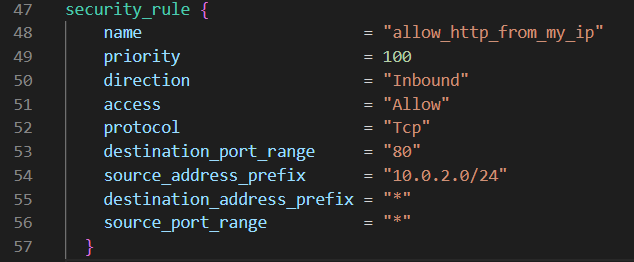 47 security_rule {
48 name = "allow_http_from_my_ip"
49 priority = 100
50 direction = "Inbound"
51 access = "Allow"
52 protocol = "Tcp"
53 destination_port_range = "80"
54 source_address_prefix = "10.0.2.0/24"
55 destination_address_prefix = "*"
56 source_port_range = "*"
57 }